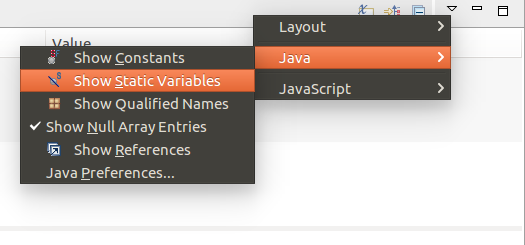 Value
Layout
Java
JavaScript
Show Constants
Show Static Variables
Show Qualified Names
Show Null Array Entries
Show References
Java Preferences...